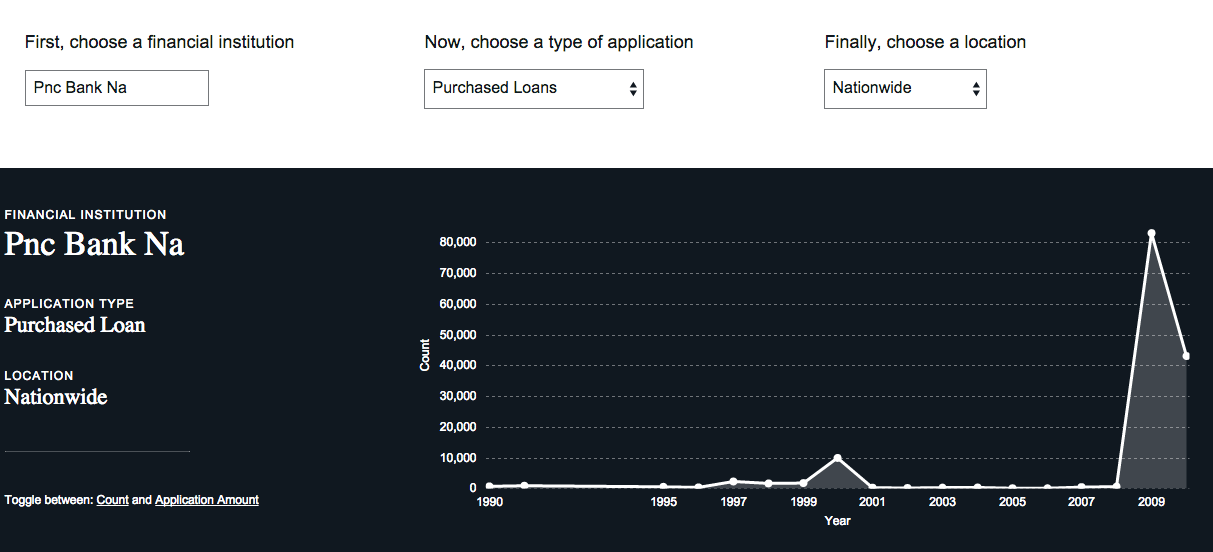 First, choose a financial institution
Now, choose a type of application
Finally, choose a location
Pnc Bank Na
Purchased Loans
Nationwide
FINANCIAL INSTITUTION
Pnc Bank Na
APPLICATION TYPE
Purchased Loan
LOCATION
Nationwide
Toggle between: Count and Application Amount
80,000
70,000
60,000
50,000
40,000
30,000
20,000
10,000
0
Count
1990 1995 1997 1999 2001 2003 2005 2007 2009
Year